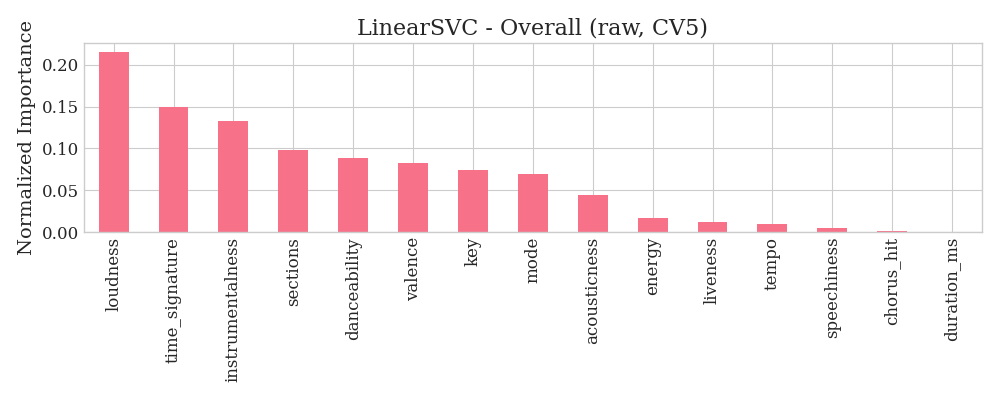 LinearSVC - Overall (raw, CV5)
Normalized Importance
0.20
0.15
0.10
0.05
0.00
loudness
time_signature
instrumentalness
sections
danceability
valence
key
mode
acousticness
energy
liveness
tempo
speechiness
chorus_hit
duration_ms